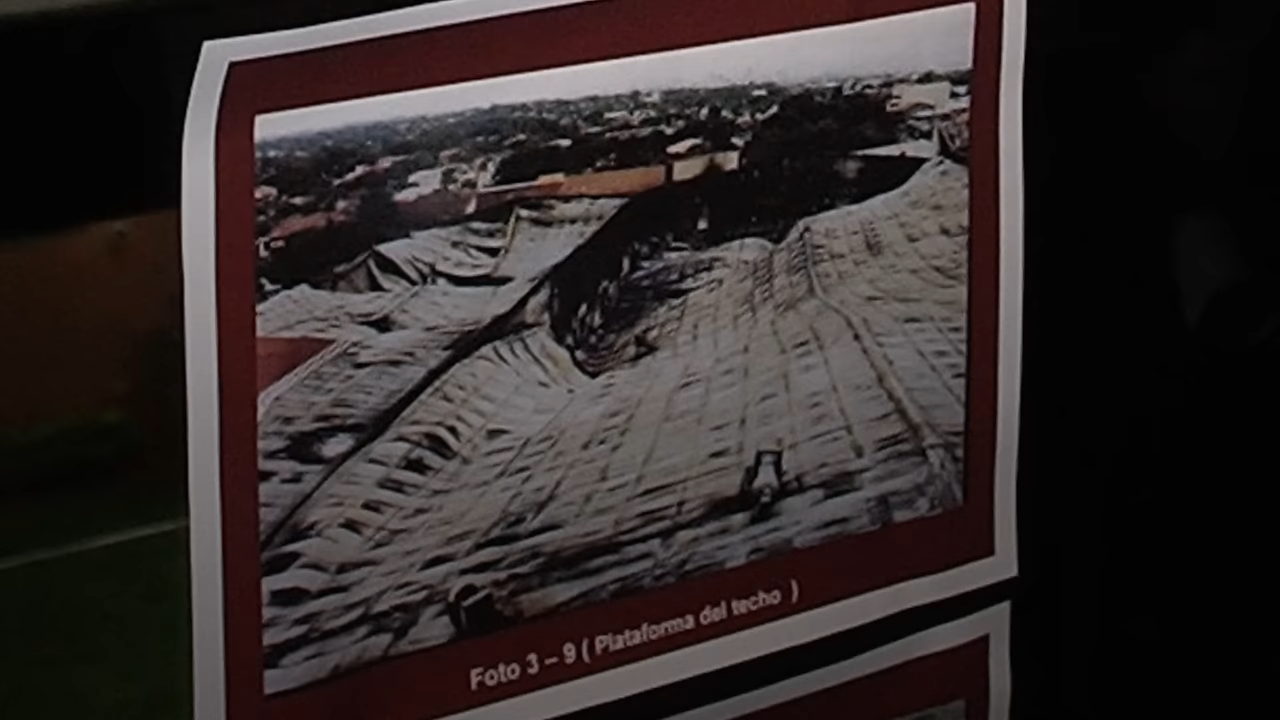 Foto 3 – 9 ( Plataforma del techo )